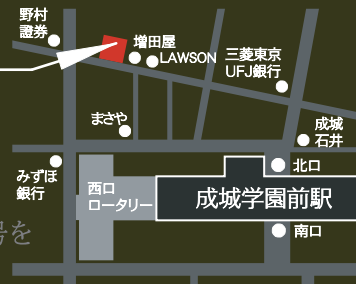 野村
證券
増田屋
LAWSON
三菱東京
UFJ銀行
まさや
成城
石井
みずほ
銀行
西口
ロータリー
北口
成城学園前駅
南口
号を